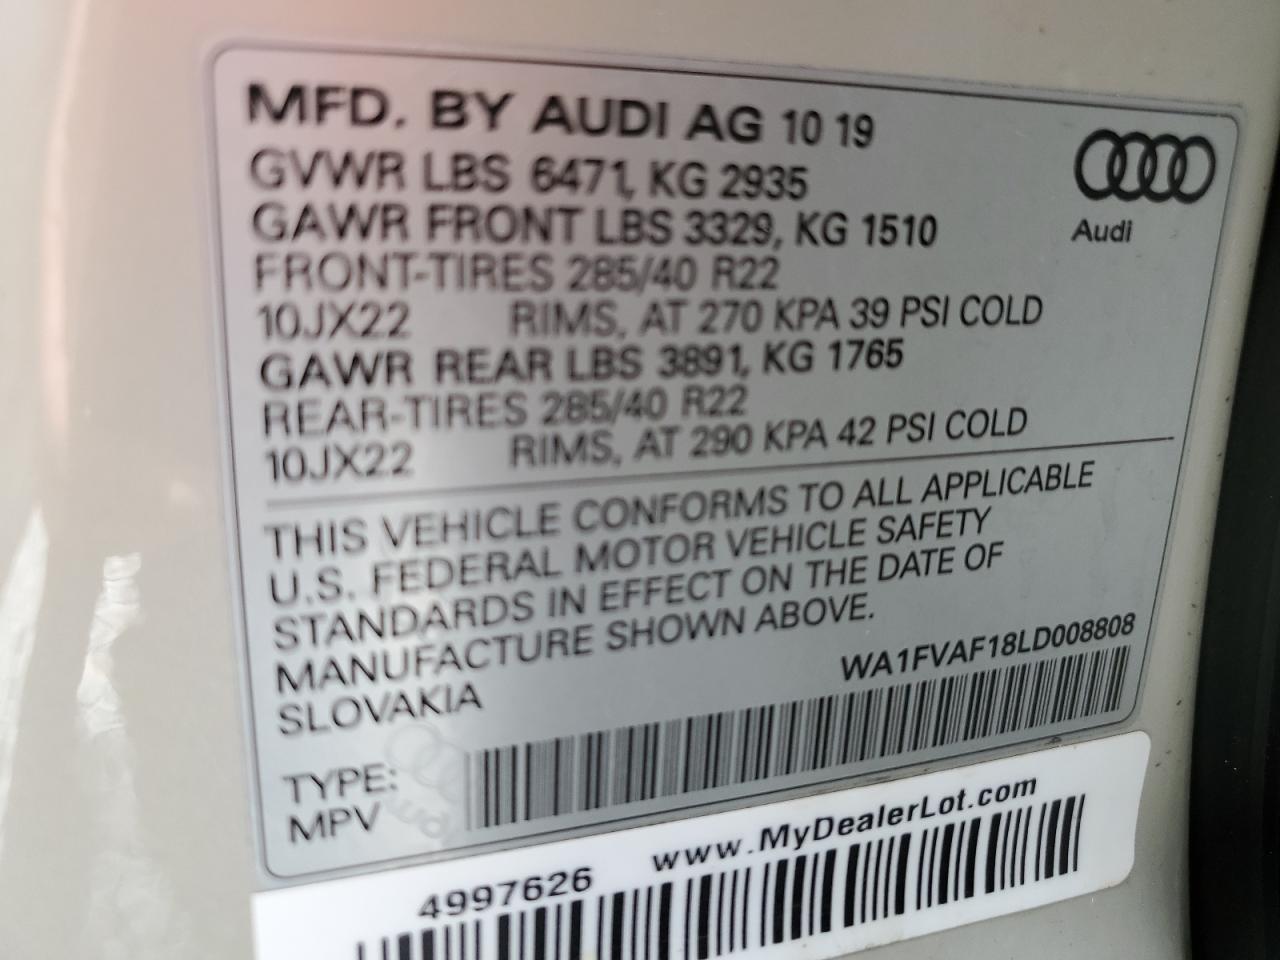 MFD. BY AUDI AG 10 19
GVWR LBS 6471, KG 2935
GAWR FRONT LBS 3329, KG 1510
FRONT-TIRES 285/40 R22
10JX22 RIMS, AT 270 KPA 39 PSI COLD
GAWR REAR LBS 3891, KG 1765
REAR-TIRES 285/40 R22
10JX22 RIMS, AT 290 KPA 42 PSI COLD
Audi
THIS VEHICLE CONFORMS TO ALL APPLICABLE
U.S. FEDERAL MOTOR VEHICLE SAFETY
STANDARDS IN EFFECT ON THE DATE OF
MANUFACTURE SHOWN ABOVE.
SLOVAKIA
WA1FVAF18LD008808
TYPE:
MPV
Audi
www.MyDealerLot.com
4997626